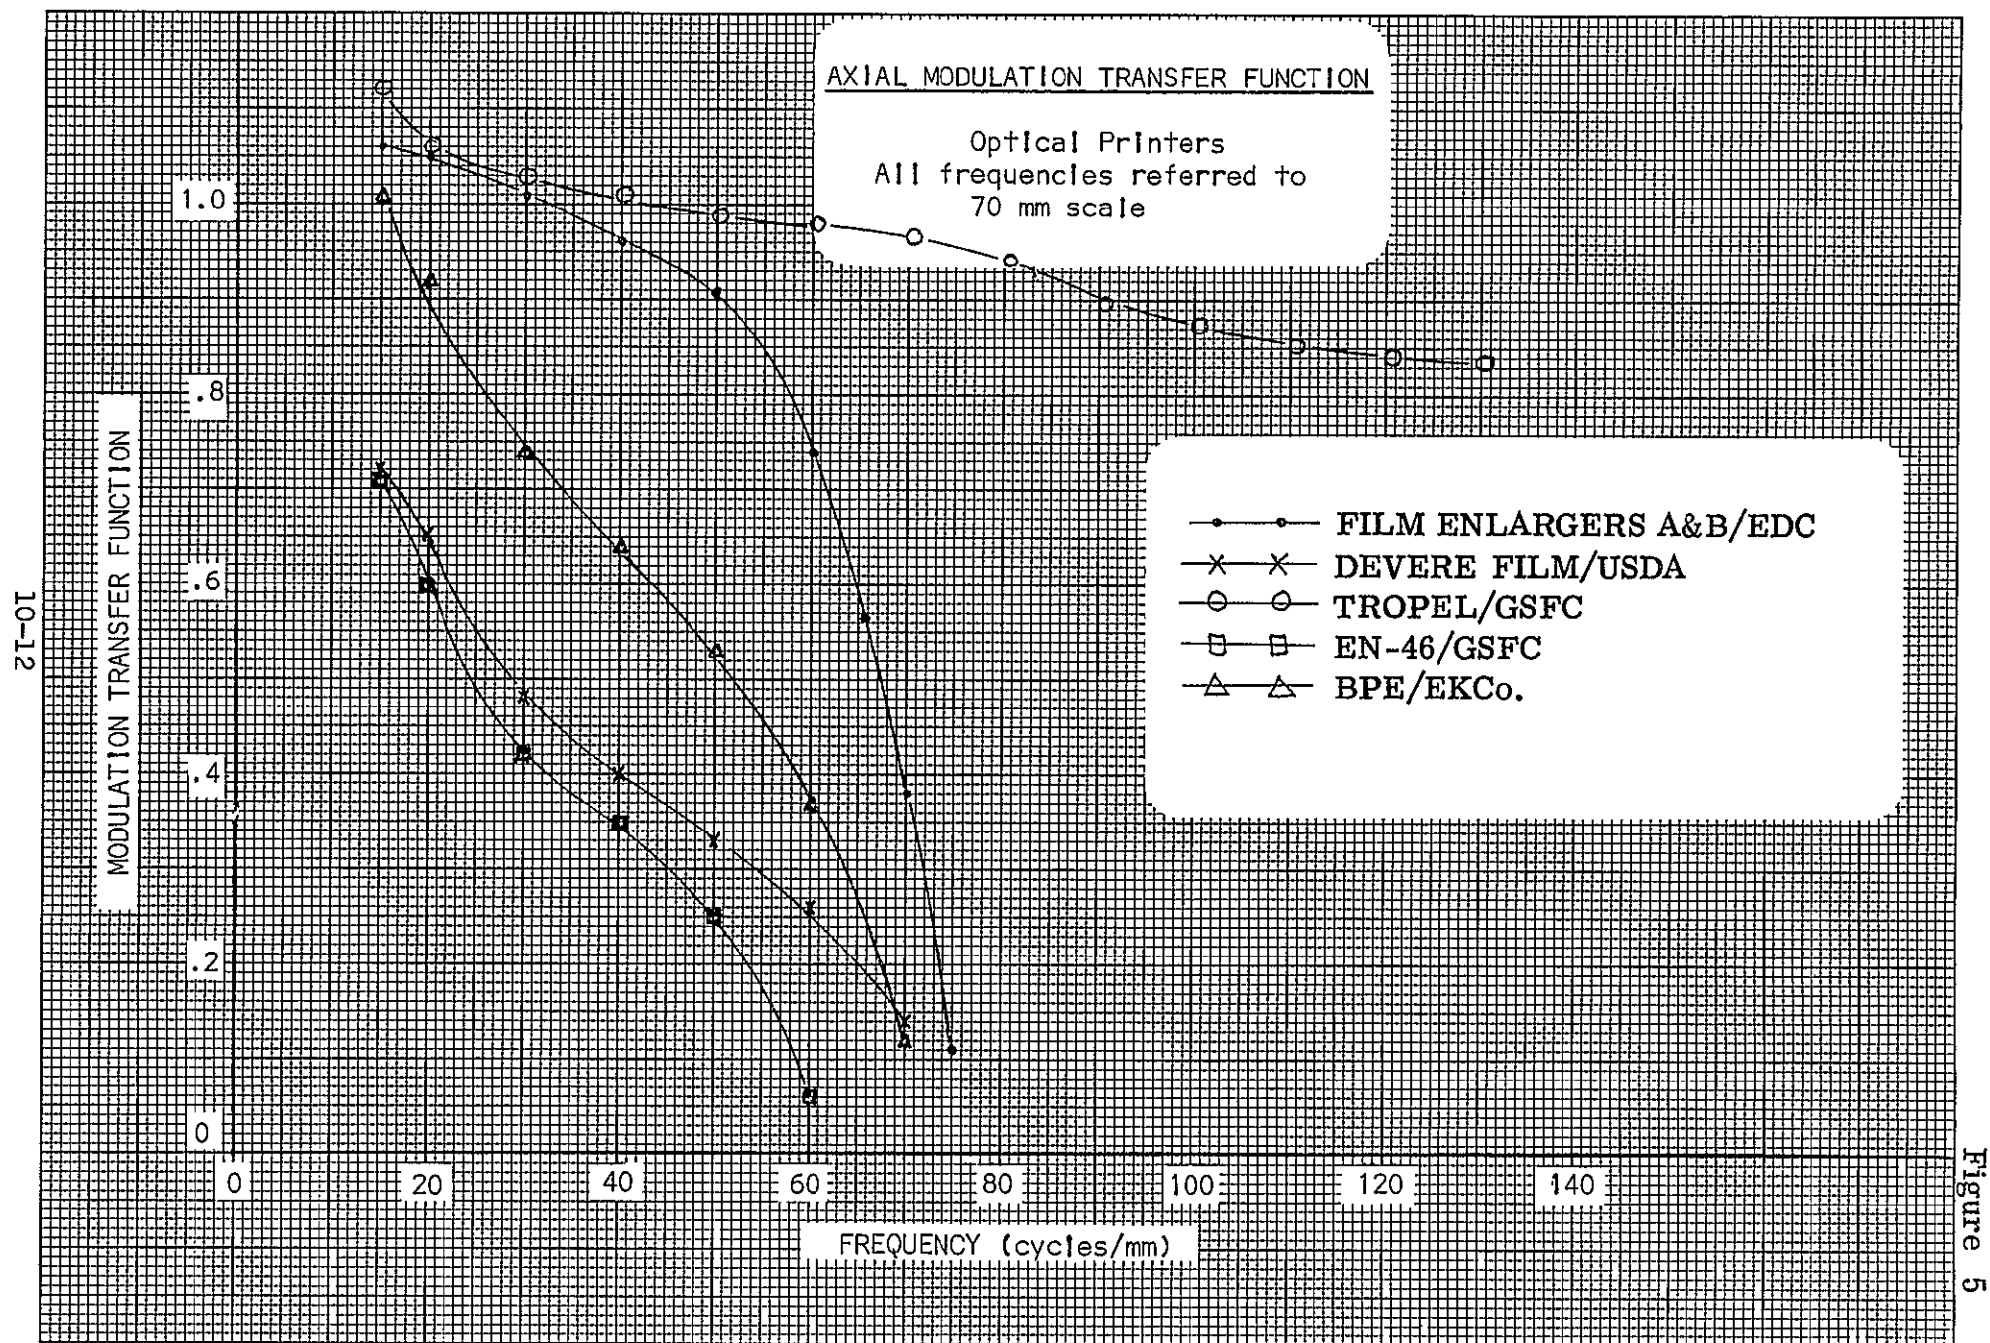 AXIAL MODULATION TRANSFER FUNCTION
Optical Printers
All frequencies referred to
70 mm scale
1.0
.8
.6
.4
.2
0
MODULATION TRANSFER FUNCTION
10-12
FILM ENLARGERS A&B/EDC
DEVERE FILM/USDA
TROPEL/GSFC
EN-46/GSFC
BPE/EKCo.
0 20 40 60 80 100 120 140
FREQUENCY (cycles/mm)
Figure 5